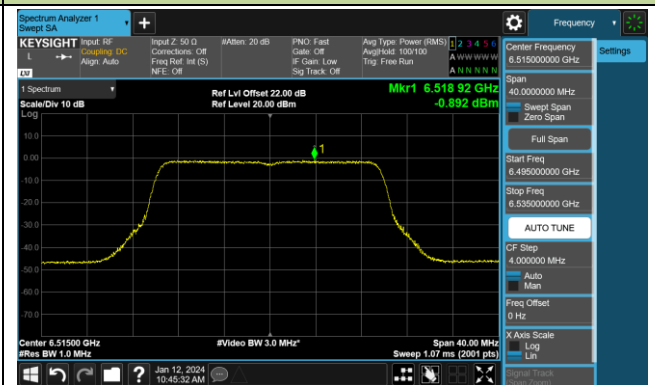 Spectrum Analyzer 1
Swept SA
+
Frequency
KEYSIGHT
Input: RF
Coupling: DC
Align: Auto
Input Z: 50 Ω
Corrections: Off
Freq Ref: Int (S)
NFE: Off
#Atten: 20 dB
PNO: Fast
Gate: Off
IF Gain: Low
Sig Track: Off
Avg Type: Power (RMS)
Avg|Hold: 100/100
Trig: Free Run
1 2 3 4 5 6
A W W W W W
A N N N N N
L
LXI
1 Spectrum
Scale/Div 10 dB
Log
Ref Lvl Offset 22.00 dB
Ref Level 20.00 dBm
Mkr1 6.518 92 GHz
-0.892 dBm
1
10.0
0.00
-10.0
-20.0
-30.0
-40.0
-50.0
-60.0
-70.0
Center 6.51500 GHz
#Res BW 1.0 MHz
#Video BW 3.0 MHz*
Span 40.00 MHz
Sweep 1.07 ms (2001 pts)
Center Frequency
6.515000000 GHz
Span
40.0000000 MHz
Swept Span
Zero Span
Full Span
Start Freq
6.495000000 GHz
Stop Freq
6.535000000 GHz
AUTO TUNE
CF Step
4.000000 MHz
Auto
Man
Freq Offset
0 Hz
X Axis Scale
Log
Lin
Signal Track
(Span Zoom)
Settings
?
Jan 12, 2024
10:45:32 AM